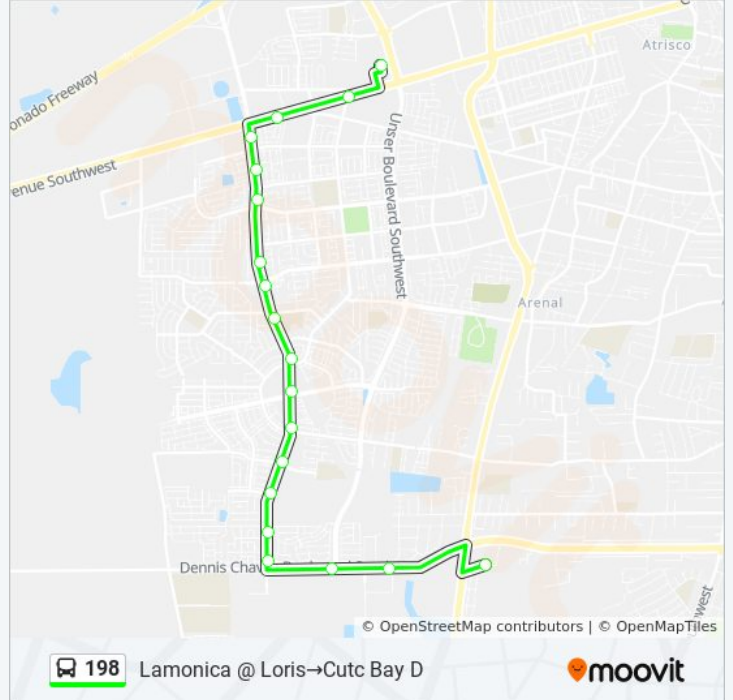 Atrisco
onado Freeway
enue Southwest
Unser Boulevard Southwest
Arenal
Dennis Chav
west
© OpenStreetMap contributors | © OpenMapTiles
198 Lamonica @ Loris→Cutc Bay D
moovit